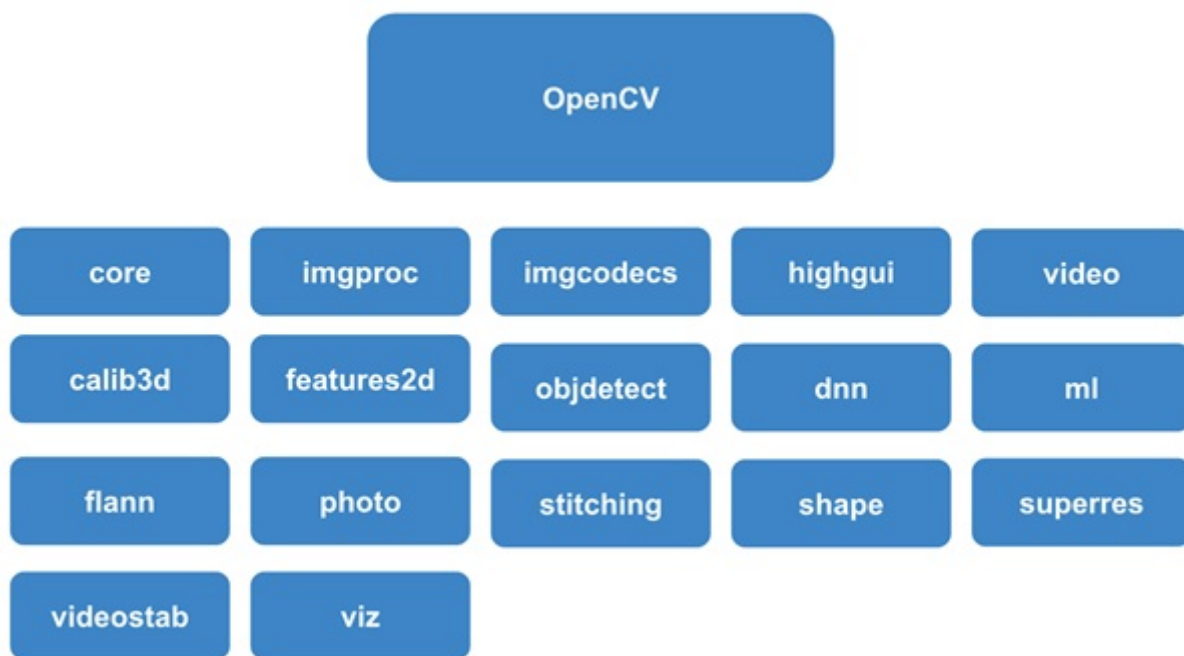 OpenCV
core
imgproc
imgcodecs
highgui
video
calib3d
features2d
objdetect
dnn
ml
flann
photo
stitching
shape
superres
videostab
viz